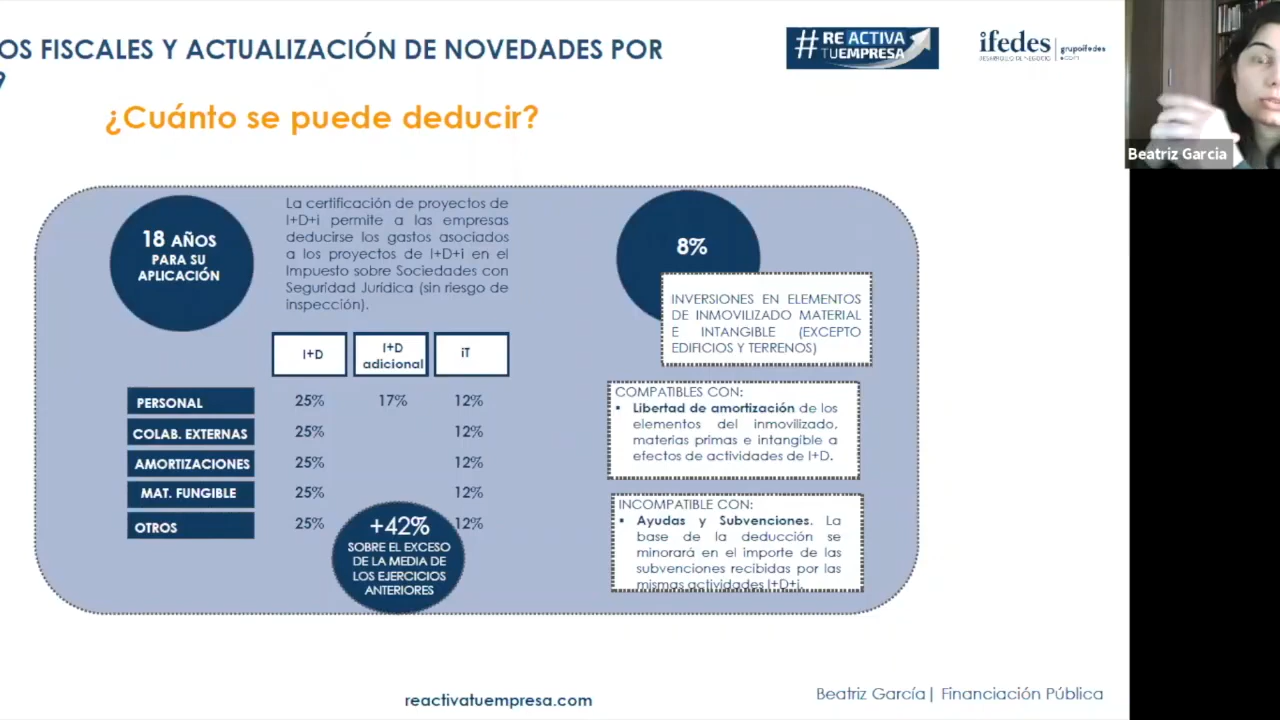 OS FISCALES Y ACTUALIZACIÓN DE NOVEDADES POR
9
#RE ACTIVA
TUEMPRESA
ifedes
DESARROLLO DE NEGOCIO
grupoifedes
.com
¿Cuánto se puede deducir?
Beatriz Garcia
18 AÑOS
PARA SU
APLICACIÓN
La certificación de proyectos de
I+D+i permite a las empresas
deducirse los gastos asociados
a los proyectos de I+D+i en el
Impuesto sobre Sociedades con
Seguridad Jurídica (sin riesgo de
inspección).
I+D
I+D
adicional
iT
PERSONAL 25% 17% 12%
COLAB. EXTERNAS 25% 12%
AMORTIZACIONES 25% 12%
MAT. FUNGIBLE 25% 12%
OTROS 25% 12%
+42%
SOBRE EL EXCESO
DE LA MEDIA DE
LOS EJERCICIOS
ANTERIORES
8%
INVERSIONES EN ELEMENTOS
DE INMOVILIZADO MATERIAL
E INTANGIBLE (EXCEPTO
EDIFICIOS Y TERRENOS)
COMPATIBLES CON:
▪ Libertad de amortización de los
elementos del inmovilizado,
materias primas e intangible a
efectos de actividades de I+D.
INCOMPATIBLE CON:
▪ Ayudas y Subvenciones. La
base de la deducción se
minorará en el importe de las
subvenciones recibidas por las
mismas actividades I+D+i.
reactivatuempresa.com
Beatriz García| Financiación Pública